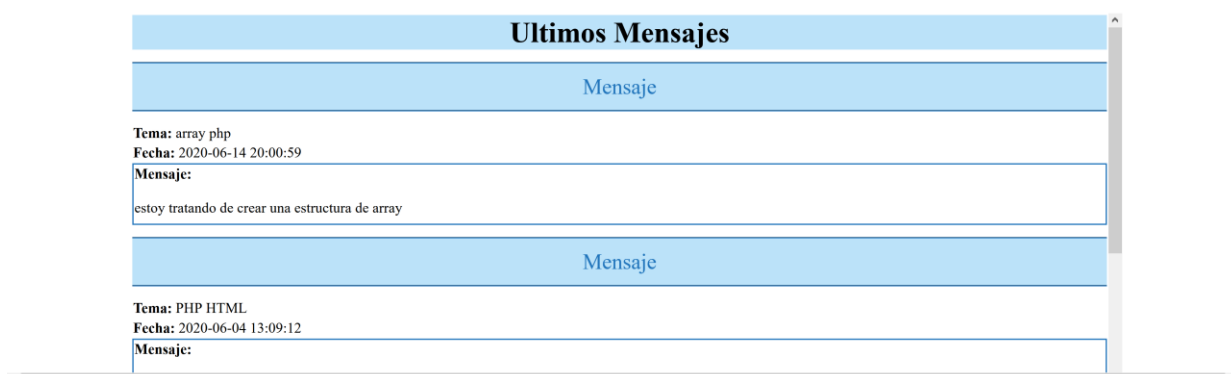 Ultimos Mensajes
Mensaje
Tema: array php
Fecha: 2020-06-14 20:00:59
Mensaje:
estoy tratando de crear una estructura de array
Mensaje
Tema: PHP HTML
Fecha: 2020-06-04 13:09:12
Mensaje: